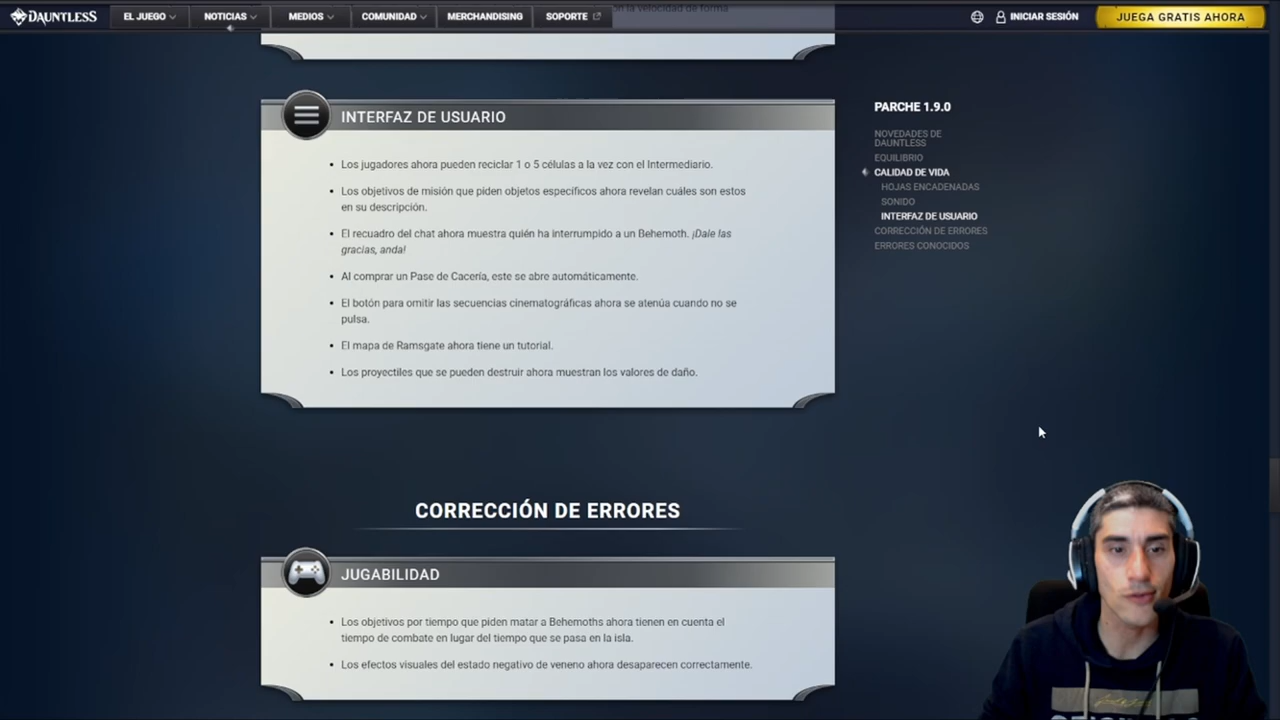 DAUNTLESS
EL JUEGO
NOTICIAS
MEDIOS
COMUNIDAD
MERCHANDISING
SOPORTE
INICIAR SESIÓN
JUEGA GRATIS AHORA
la velocidad de forma
INTERFAZ DE USUARIO
• Los jugadores ahora pueden reciclar 1 o 5 células a la vez con el Intermediario.
• Los objetivos de misión que piden objetos específicos ahora revelan cuáles son estos
en su descripción.
• El recuadro del chat ahora muestra quién ha interrumpido a un Behemoth. ¡Dale las
gracias, anda!
• Al comprar un Pase de Cacería, este se abre automáticamente.
• El botón para omitir las secuencias cinematográficas ahora se atenúa cuando no se
pulsa.
• El mapa de Ramsgate ahora tiene un tutorial.
• Los proyectiles que se pueden destruir ahora muestran los valores de daño.
PARCHE 1.9.0
NOVEDADES DE
DAUNTLESS
EQUILIBRIO
CALIDAD DE VIDA
HOJAS ENCADENADAS
SONIDO
INTERFAZ DE USUARIO
CORRECCIÓN DE ERRORES
ERRORES CONOCIDOS
CORRECCIÓN DE ERRORES
JUGABILIDAD
• Los objetivos por tiempo que piden matar a Behemoths ahora tienen en cuenta el
tiempo de combate en lugar del tiempo que se pasa en la isla.
• Los efectos visuales del estado negativo de veneno ahora desaparecen correctamente.